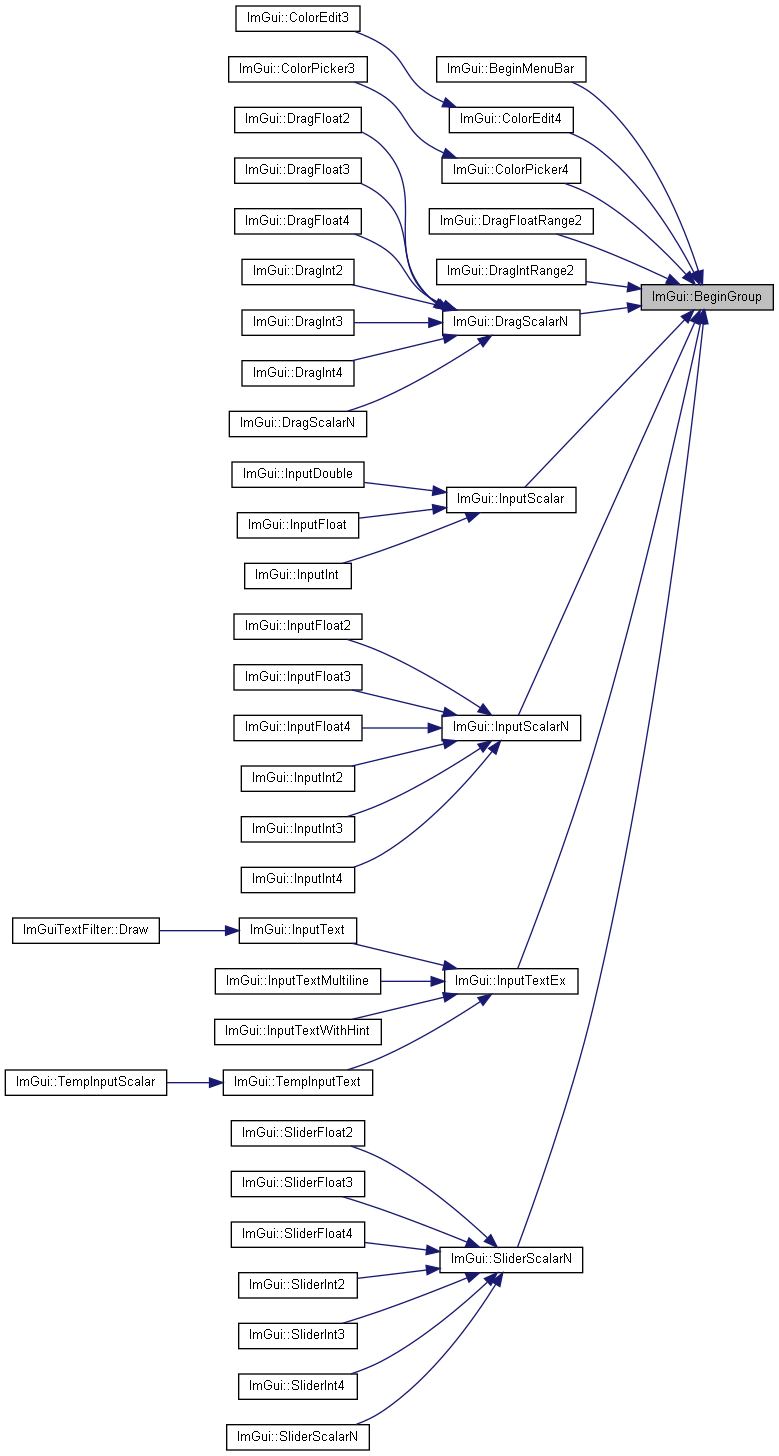 ImGui::ColorEdit3
ImGui::ColorPicker3
ImGui::BeginMenuBar
ImGui::DragFloat2
ImGui::ColorEdit4
ImGui::DragFloat3
ImGui::ColorPicker4
ImGui::DragFloat4
ImGui::DragFloatRange2
ImGui::DragInt2
ImGui::DragIntRange2
ImGui::BeginGroup
ImGui::DragInt3
ImGui::DragScalarN
ImGui::DragInt4
ImGui::DragScalarN
ImGui::InputDouble
ImGui::InputScalar
ImGui::InputFloat
ImGui::InputInt
ImGui::InputFloat2
ImGui::InputFloat3
ImGui::InputFloat4
ImGui::InputScalarN
ImGui::InputInt2
ImGui::InputInt3
ImGui::InputInt4
ImGuiTextFilter::Draw
ImGui::InputText
ImGui::InputTextMultiline
ImGui::InputTextEx
ImGui::InputTextWithHint
ImGui::TempInputScalar
ImGui::TempInputText
ImGui::SliderFloat2
ImGui::SliderFloat3
ImGui::SliderFloat4
ImGui::SliderScalarN
ImGui::SliderInt2
ImGui::SliderInt3
ImGui::SliderInt4
ImGui::SliderScalarN